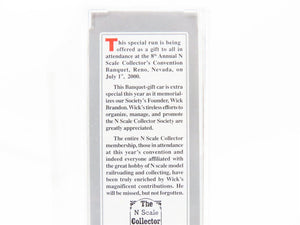 This special run is being
offered as a gift to all in
attendance at the 8th Annual N
Scale Collector's Convention
Banquet, Reno, Nevada, on
July 1st, 2000.
This Banquet-gift car is extra
special this year as it memorial-
izes our Society's Founder, Wick
Brandon. Wick's tireless efforts to
organize, manage, and promote
the N Scale Collector Society are
greatly appreciated.
The entire N Scale Collector
membership, those in attendance
at this year's convention and
indeed everyone affiliated with
the great hobby of N scale model
railroading and collecting, have
been truly enriched by Wick's
magnificent contributions. He
will be missed, but not forgotten.
The
N Scale
Collector